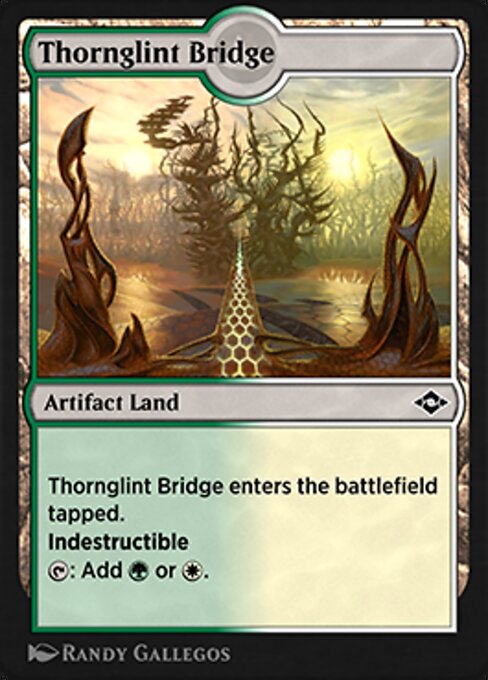 Thornglint Bridge
Artifact Land
Thornglint Bridge enters the battlefield
tapped.
Indestructible
: Add or .
RANDY GALLEGOS